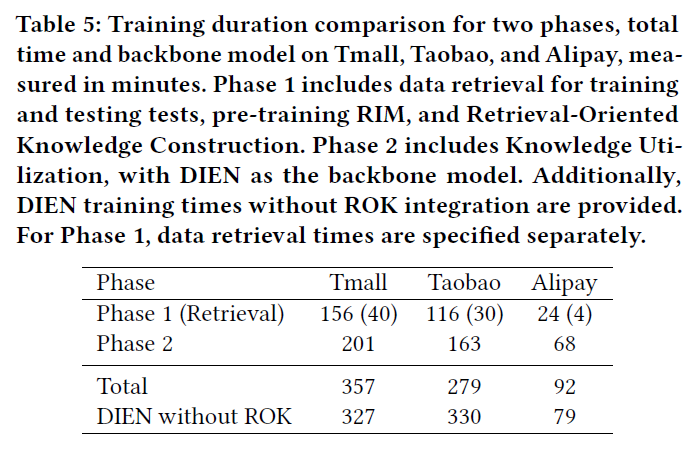 Table 5: Training duration comparison for two phases, total
time and backbone model on Tmall, Taobao, and Alipay, mea-
sured in minutes. Phase 1 includes data retrieval for training
and testing tests, pre-training RIM, and Retrieval-Oriented
Knowledge Construction. Phase 2 includes Knowledge Uti-
lization, with DIEN as the backbone model. Additionally,
DIEN training times without ROK integration are provided.
For Phase 1, data retrieval times are specified separately.
Phase Tmall Taobao Alipay
Phase 1 (Retrieval) 156 (40) 116 (30) 24 (4)
Phase 2 201 163 68
Total 357 279 92
DIEN without ROK 327 330 79